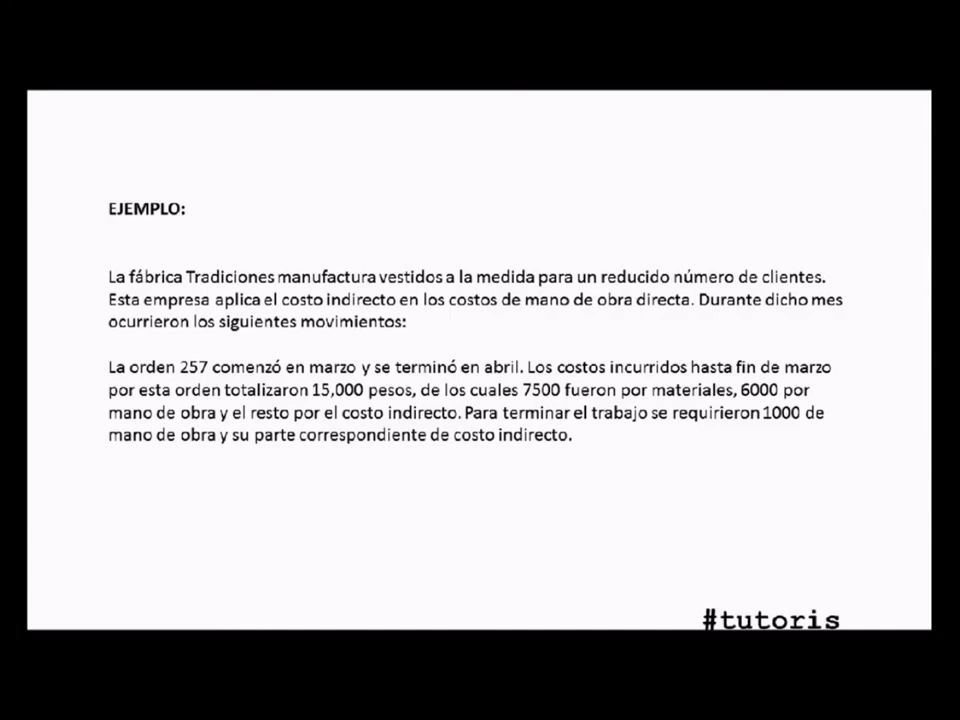 EJEMPLO:
La fábrica Tradiciones manufactura vestidos a la medida para un reducido número de clientes.
Esta empresa aplica el costo indirecto en los costos de mano de obra directa. Durante dicho mes
ocurrieron los siguientes movimientos:
La orden 257 comenzó en marzo y se terminó en abril. Los costos incurridos hasta fin de marzo
por esta orden totalizaron 15,000 pesos, de los cuales 7500 fueron por materiales, 6000 por
mano de obra y el resto por el costo indirecto. Para terminar el trabajo se requirieron 1000 de
mano de obra y su parte correspondiente de costo indirecto.
#tutoris